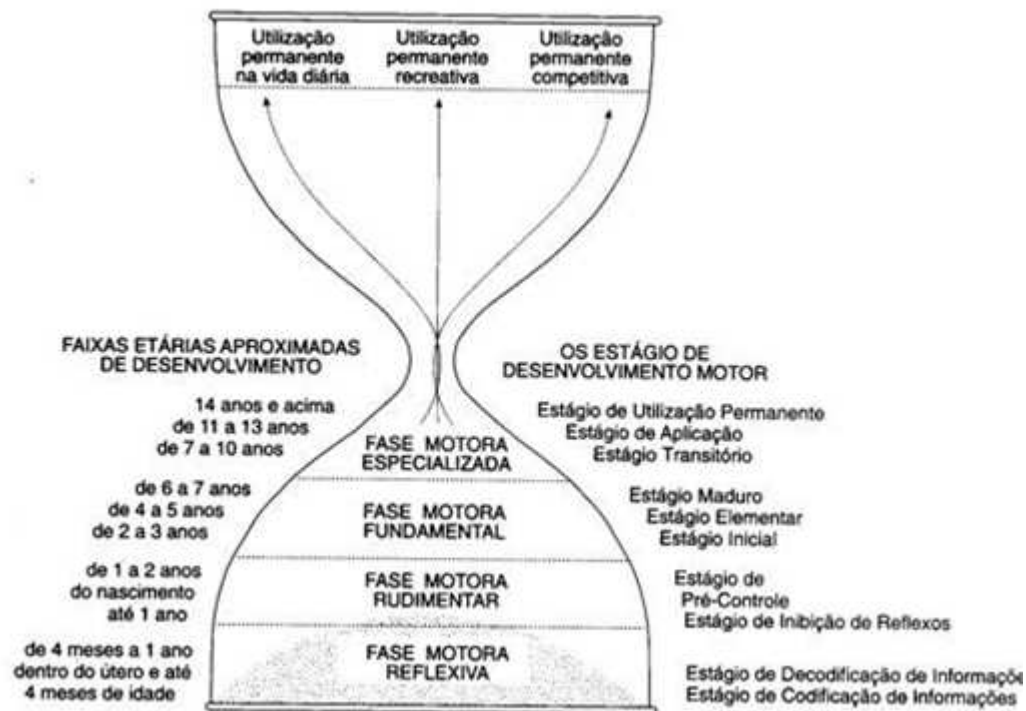 Utilização permanente na vida diária
Utilização permanente recreativa
Utilização permanente competitiva
FAIXAS ETÁRIAS APROXIMADAS
DE DESENVOLVIMENTO
OS ESTÁGIO DE
DESENVOLVIMENTO MOTOR
14 anos e acima
de 11 a 13 anos
de 7 a 10 anos
FASE MOTORA
ESPECIALIZADA
Estágio de Utilização Permanente
Estágio de Aplicação
Estágio Transitório
de 6 a 7 anos
de 4 a 5 anos
de 2 a 3 anos
FASE MOTORA
FUNDAMENTAL
Estágio Maduro
Estágio Elementar
Estágio Inicial
de 1 a 2 anos
do nascimento
até 1 ano
FASE MOTORA
RUDIMENTAR
Estágio de
Pré-Controle
Estágio de Inibição de Reflexos
de 4 meses a 1 ano
dentro do útero e até
4 meses de idade
FASE MOTORA
REFLEXIVA
Estágio de Decodificação de Informaçõe
Estágio de Codificação de Informações